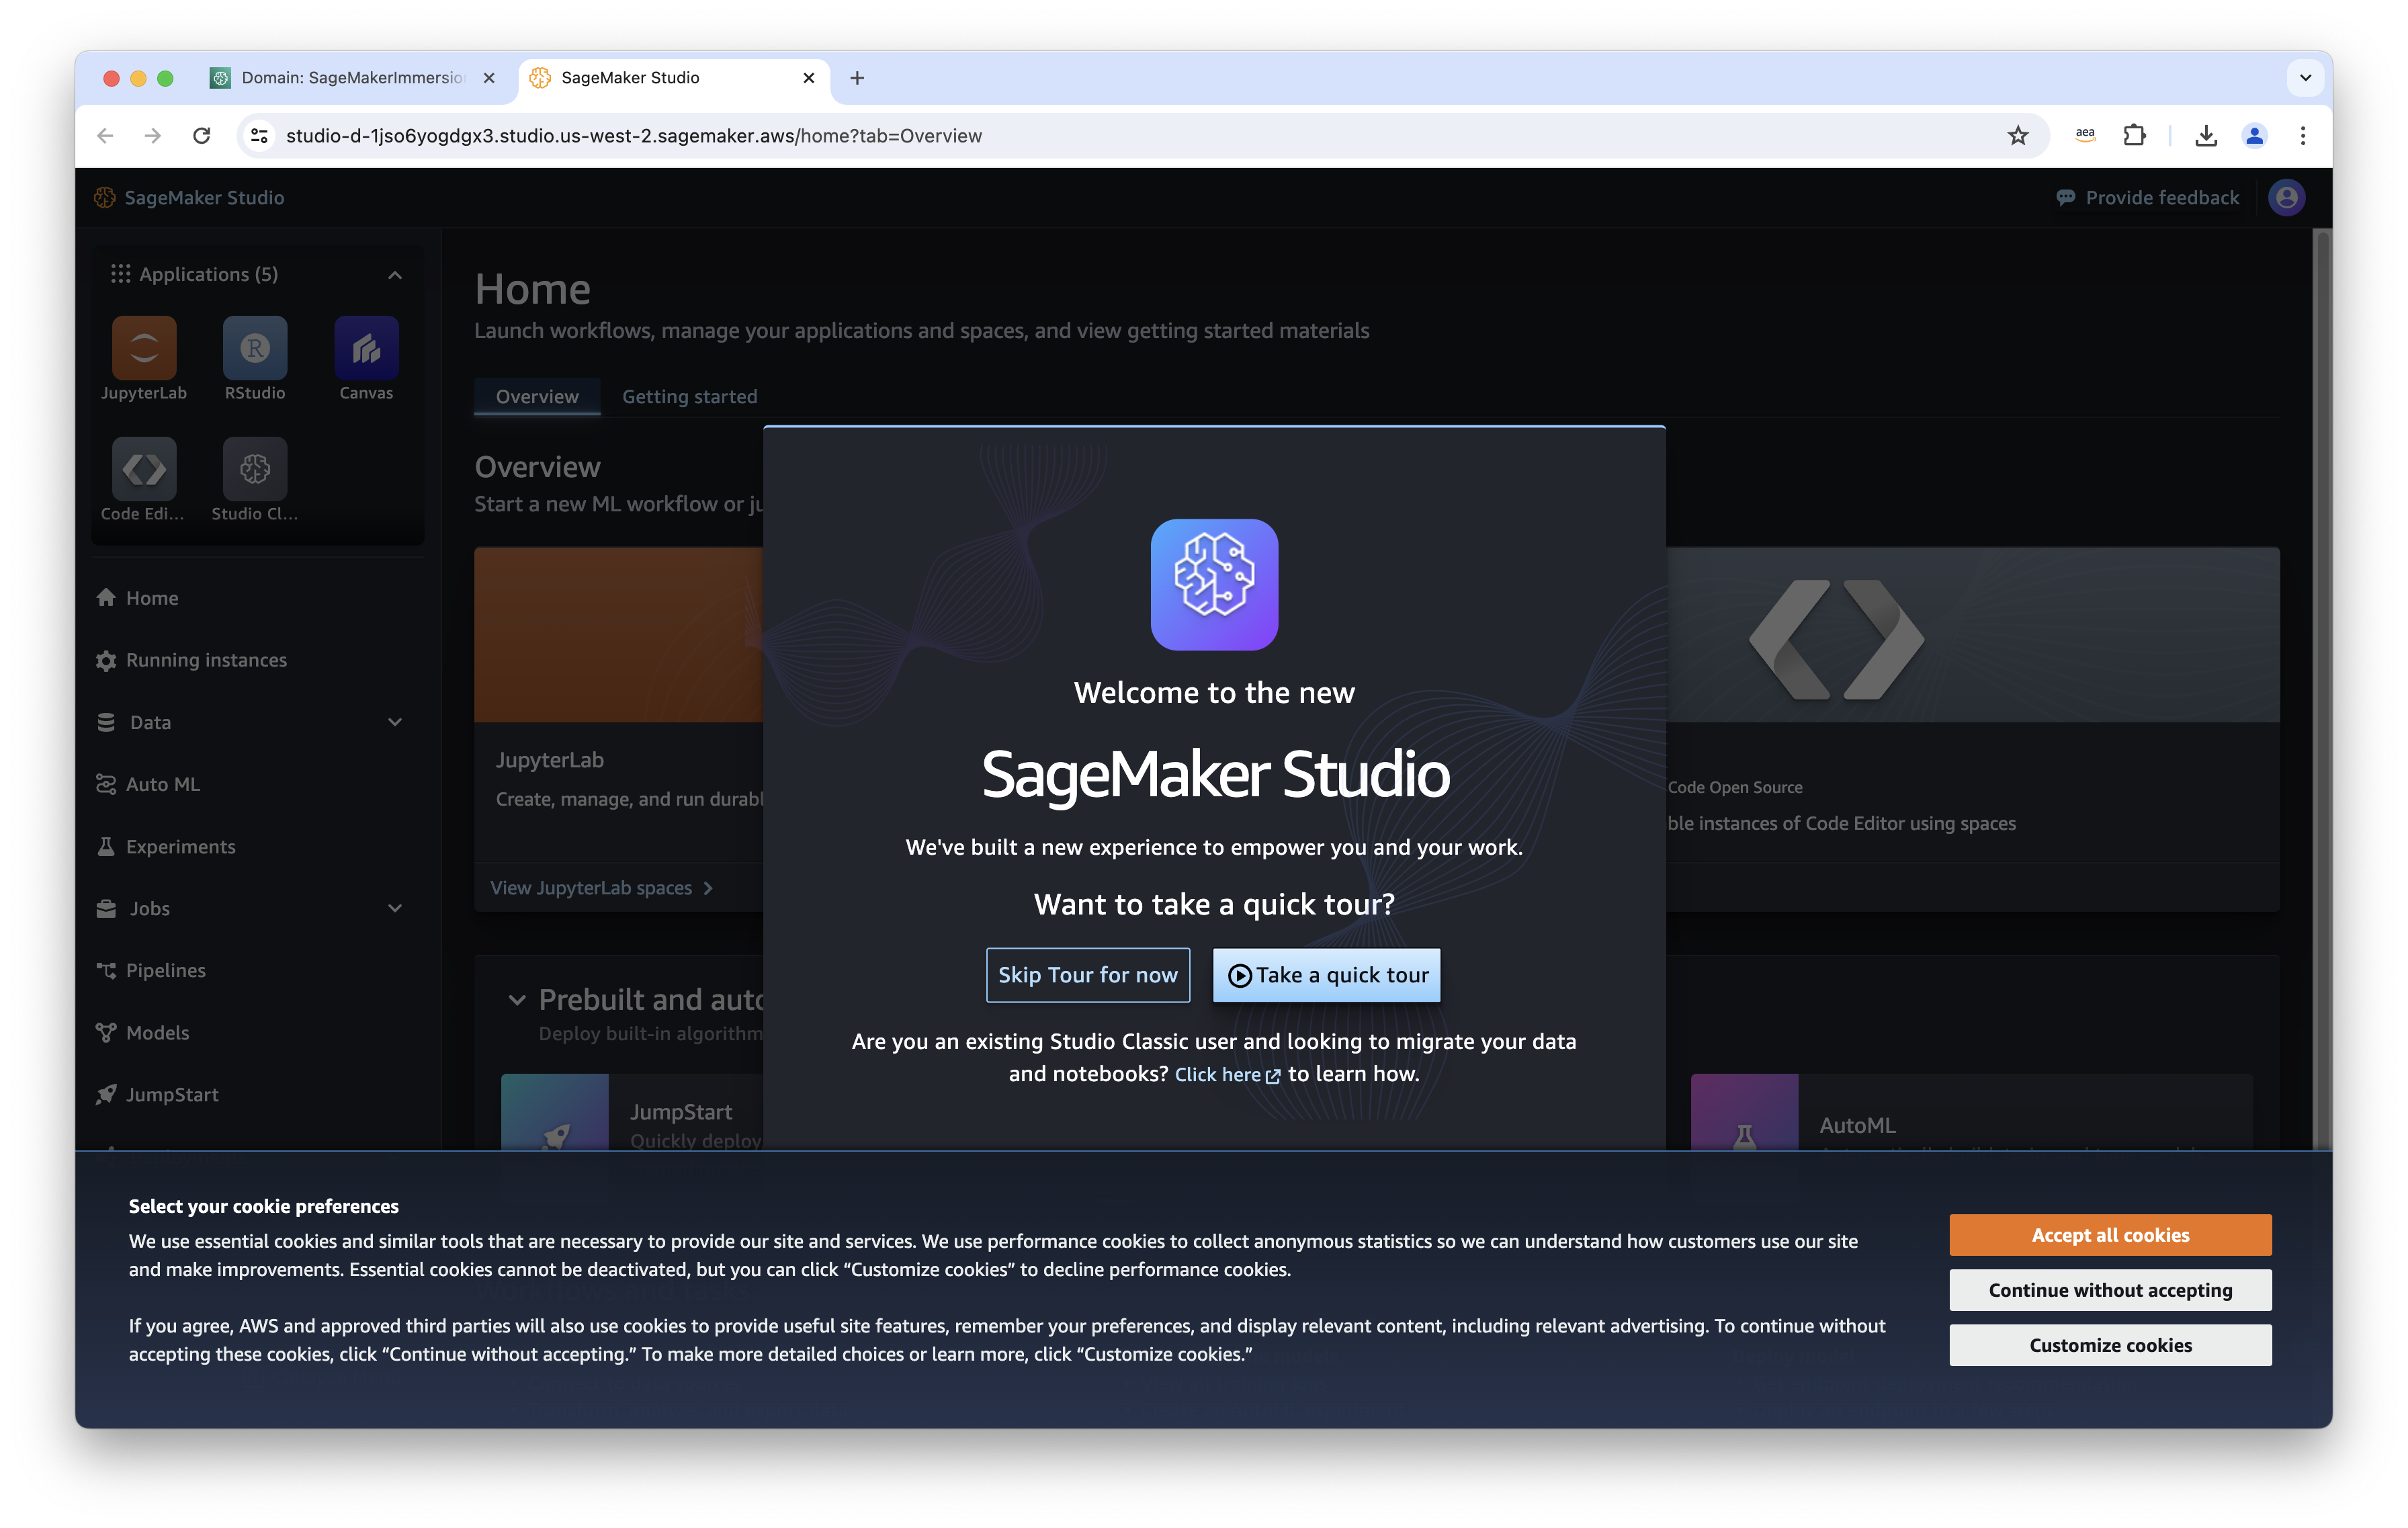 Domain: SageMakerImmersio
SageMaker Studio
studio-d-1jso6yogdgx3.studio.us-west-2.sagemaker.aws/home?tab=Overview
aea
SageMaker Studio
Provide feedback
Applications (5)
JupyterLab
RStudio
Canvas
Code Edi...
Studio Cl...
Home
Running instances
Data
Auto ML
Experiments
Jobs
Pipelines
Models
JumpStart
Home
Launch workflows, manage your applications and spaces, and view getting started materials
Overview
Getting started
Overview
Start a new ML workflow or ju
JupyterLab
Create, manage, and run durabl
View JupyterLab spaces
Code Open Source
ble instances of Code Editor using spaces
Prebuilt and auto
Deploy built-in algorithm
JumpStart
Quickly deploy
AutoML
Welcome to the new
SageMaker Studio
We've built a new experience to empower you and your work.
Want to take a quick tour?
Skip Tour for now
Take a quick tour
Are you an existing Studio Classic user and looking to migrate your data
and notebooks? Click here to learn how.
Select your cookie preferences
We use essential cookies and similar tools that are necessary to provide our site and services. We use performance cookies to collect anonymous statistics so we can understand how customers use our site
and make improvements. Essential cookies cannot be deactivated, but you can click “Customize cookies” to decline performance cookies.
If you agree, AWS and approved third parties will also use cookies to provide useful site features, remember your preferences, and display relevant content, including relevant advertising. To continue without
accepting these cookies, click “Continue without accepting.” To make more detailed choices or learn more, click “Customize cookies.”
Accept all cookies
Continue without accepting
Customize cookies